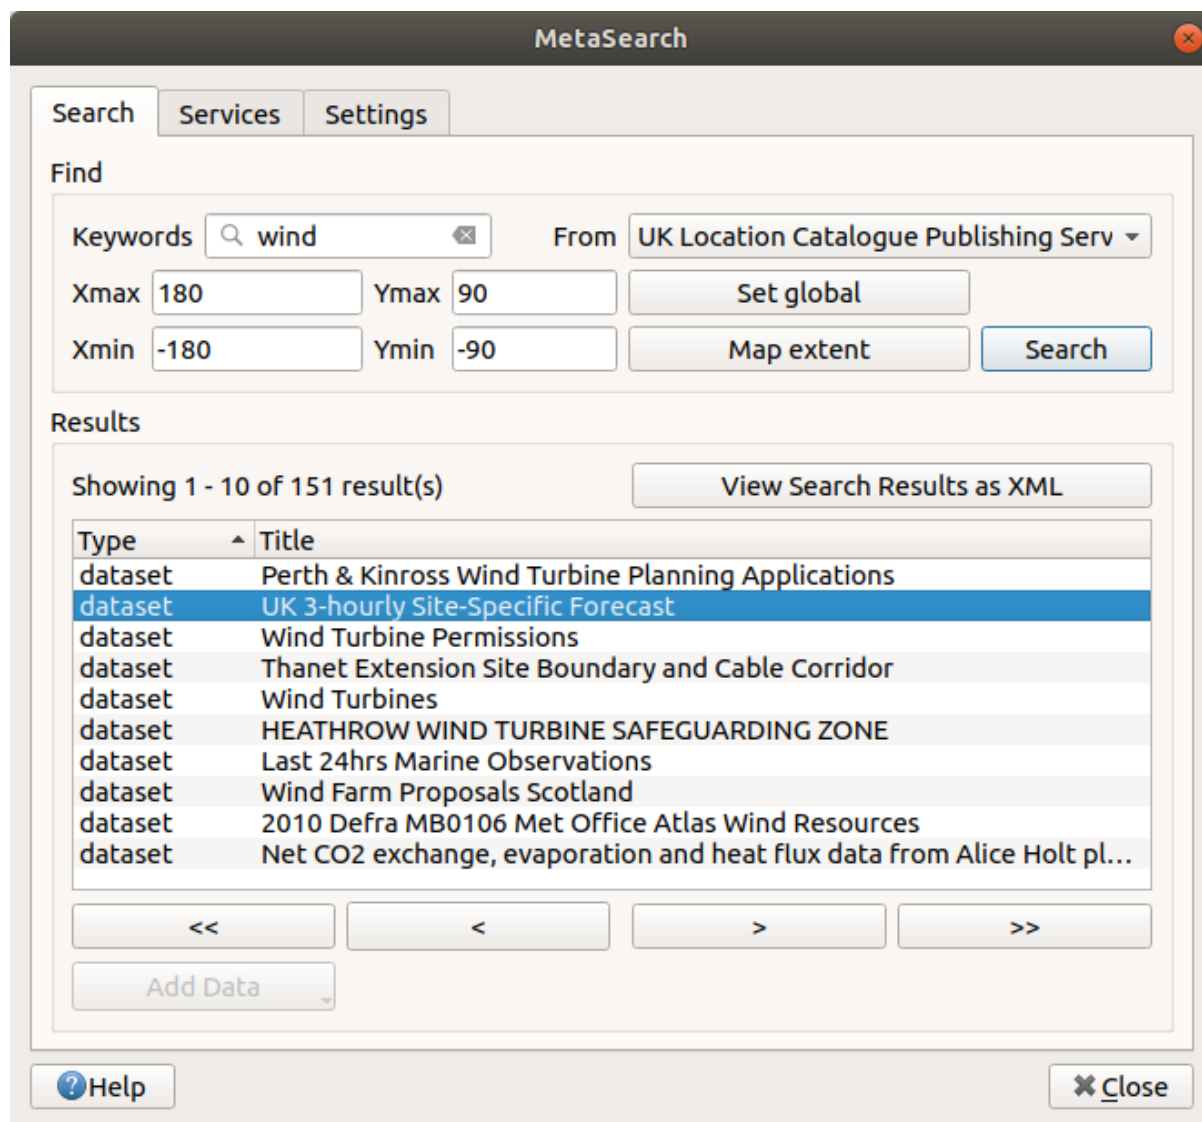 MetaSearch
Search Services Settings
Find
Keywords wind From UK Location Catalogue Publishing Serv
Xmax 180 Ymax 90 Set global
Xmin -180 Ymin -90 Map extent Search
Results
Showing 1 - 10 of 151 result(s) View Search Results as XML
Type Title
dataset Perth & Kinross Wind Turbine Planning Applications
dataset UK 3-hourly Site-Specific Forecast
dataset Wind Turbine Permissions
dataset Thanet Extension Site Boundary and Cable Corridor
dataset Wind Turbines
dataset HEATHROW WIND TURBINE SAFEGUARDING ZONE
dataset Last 24hrs Marine Observations
dataset Wind Farm Proposals Scotland
dataset 2010 Defra MB0106 Met Office Atlas Wind Resources
dataset Net CO2 exchange, evaporation and heat flux data from Alice Holt pl...
<< < > >>
Add Data
Help Close